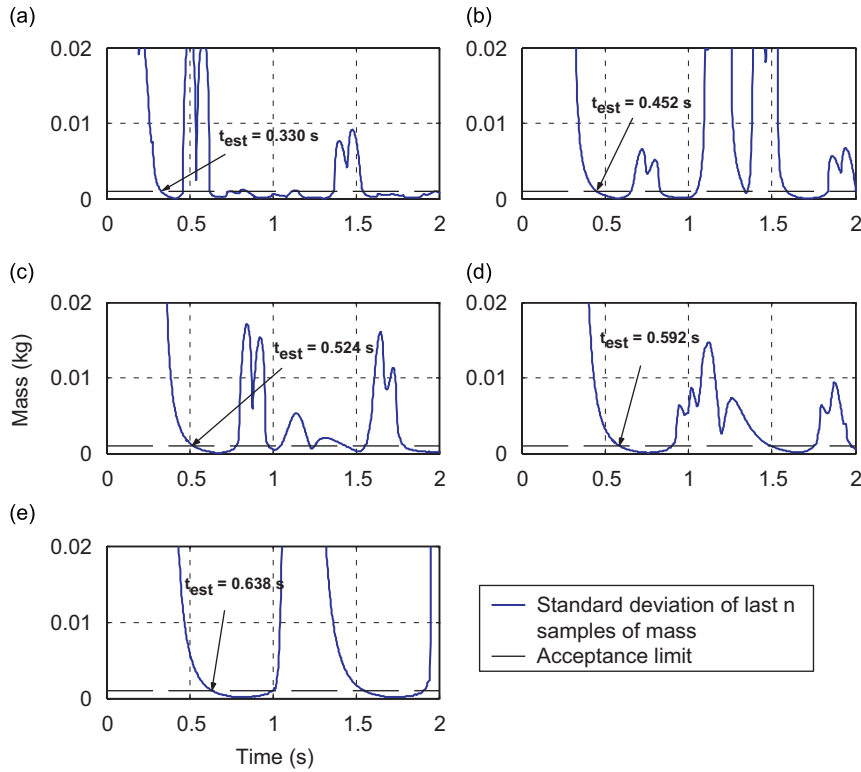 (a)
(b)
0.02
0.01
0
t_est = 0.330 s
0 0.5 1 1.5 2
0.02
0.01
0
t_est = 0.452 s
0 0.5 1 1.5 2
(c)
(d)
Mass (kg)
0.02
0.01
0
t_est = 0.524 s
0 0.5 1 1.5 2
0.02
0.01
0
t_est = 0.592 s
0 0.5 1 1.5 2
(e)
0.02
0.01
0
t_est = 0.638 s
0 0.5 1 1.5 2
Time (s)
Standard deviation of last n
samples of mass
Acceptance limit